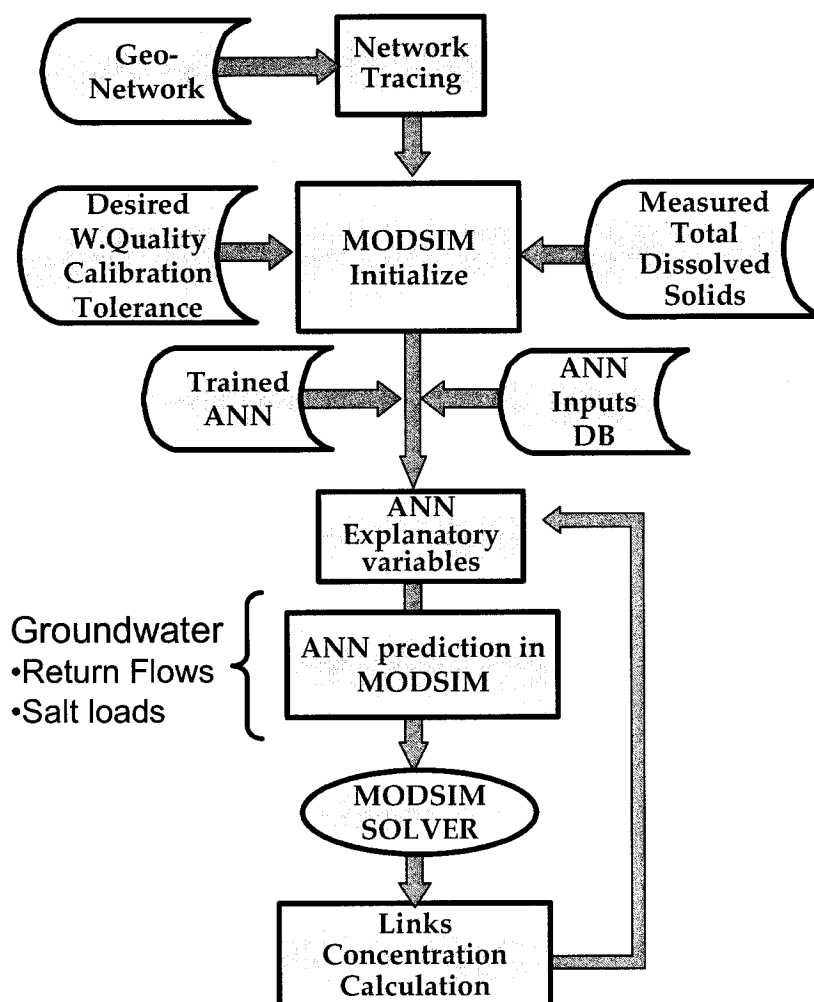 Geo-
Network
Network
Tracing
Desired
W.Quality
Calibration
Tolerance
MODSIM
Initialize
Measured
Total
Dissolved
Solids
Trained
ANN
ANN
Inputs
DB
ANN
Explanatory
variables
Groundwater
•Return Flows
•Salt loads
ANN prediction in
MODSIM
MODSIM
SOLVER
Links
Concentration
Calculation